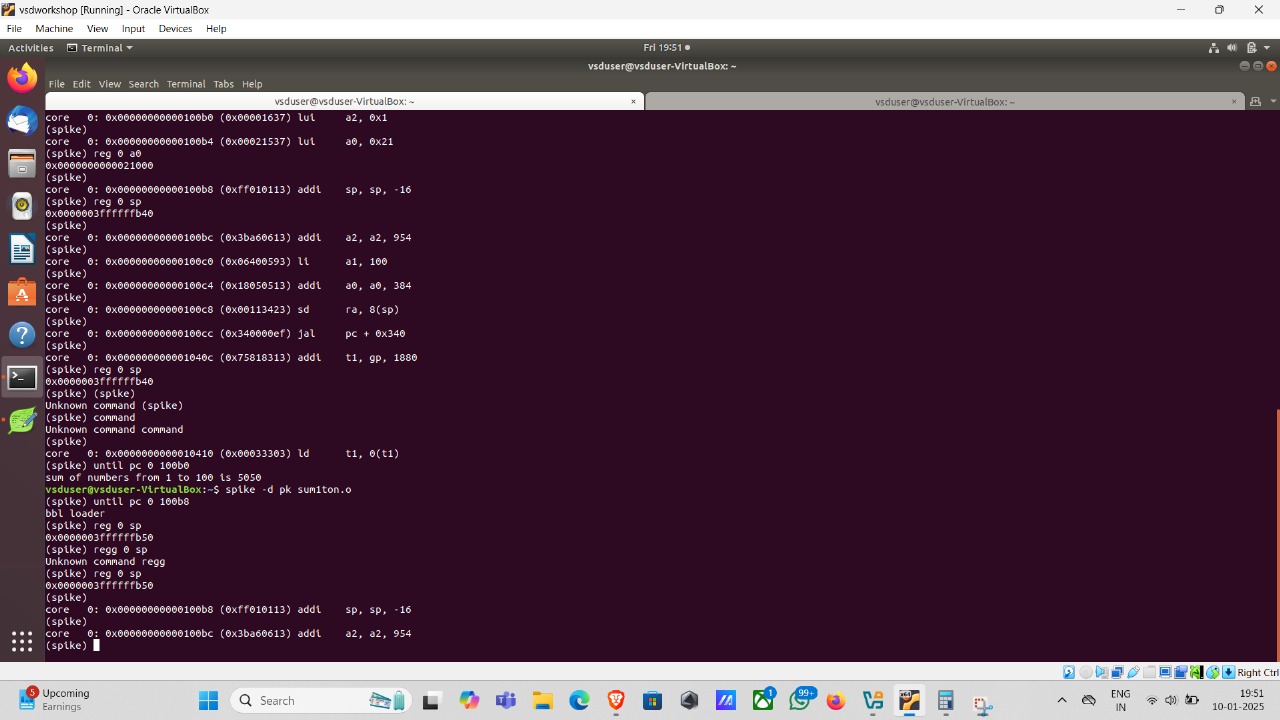 vsdworkshop [Running] - Oracle VirtualBox
File Machine View Input Devices Help
Activities Terminal Fri 19:51
vsduser@vsduser-VirtualBox: ~
File Edit View Search Terminal Tabs Help
vsduser@vsduser-VirtualBox: ~ × vsduser@vsduser-VirtualBox: ~ ×
core   0: 0x00000000000100b0 (0x00001637) lui     a2, 0x1
(spike)
core   0: 0x00000000000100b4 (0x00021537) lui     a0, 0x21
(spike) reg 0 a0
0x0000000000021000
(spike)
core   0: 0x00000000000100b8 (0xff010113) addi    sp, sp, -16
(spike) reg 0 sp
0x0000003ffffffb40
(spike)
core   0: 0x00000000000100bc (0x3ba60613) addi    a2, a2, 954
(spike)
core   0: 0x00000000000100c0 (0x06400593) li      a1, 100
(spike)
core   0: 0x00000000000100c4 (0x18050513) addi    a0, a0, 384
(spike)
core   0: 0x00000000000100c8 (0x00113423) sd      ra, 8(sp)
(spike)
core   0: 0x00000000000100cc (0x340000ef) jal     pc + 0x340
(spike)
core   0: 0x000000000001040c (0x75818313) addi    t1, gp, 1880
(spike) reg 0 sp
0x0000003ffffffb40
(spike) (spike)
Unknown command (spike)
(spike) command
Unknown command command
(spike)
core   0: 0x0000000000010410 (0x00033303) ld      t1, 0(t1)
(spike) until pc 0 100b0
sum of numbers from 1 to 100 is 5050
vsduser@vsduser-VirtualBox:~$ spike -d pk sum1ton.o
(spike) until pc 0 100b8
bbl loader
(spike) reg 0 sp
0x0000003ffffffb50
(spike) regg 0 sp
Unknown command regg
(spike) reg 0 sp
0x0000003ffffffb50
(spike)
core   0: 0x00000000000100b8 (0xff010113) addi    sp, sp, -16
(spike)
core   0: 0x00000000000100bc (0x3ba60613) addi    a2, a2, 954
(spike)
Right Ctrl
5 Upcoming
Earnings
Search
1
99+
ENG
IN
19:51
10-01-2025